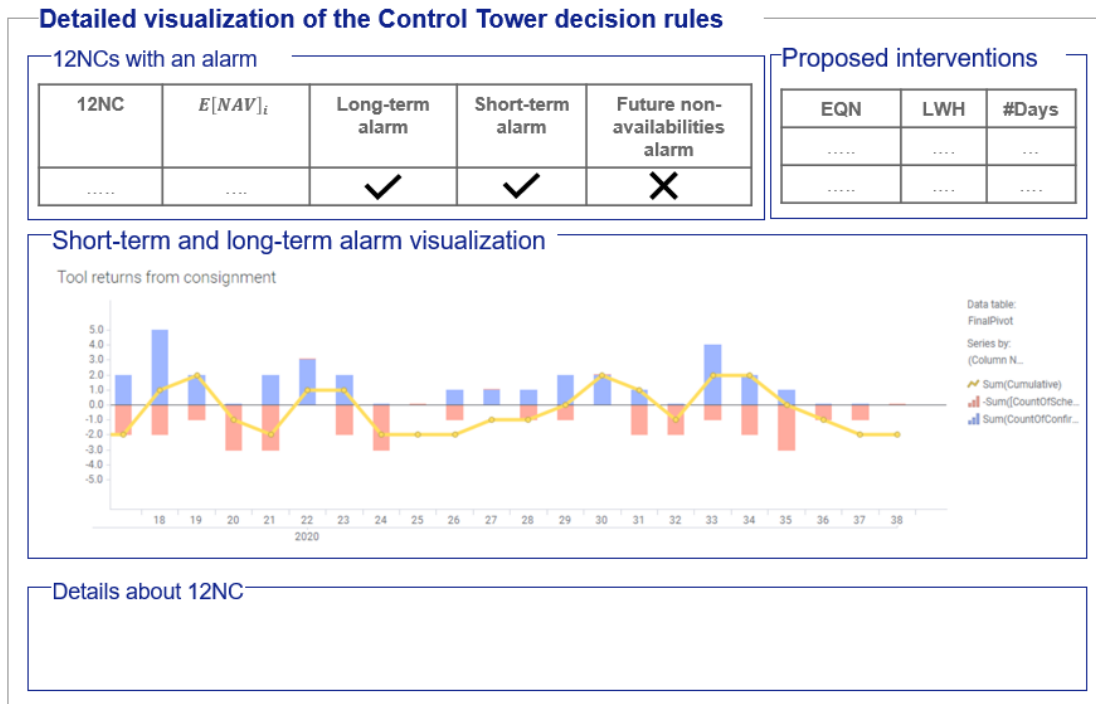 Detailed visualization of the Control Tower decision rules
12NCs with an alarm
12NC E[NAV]i Long-term alarm Short-term alarm Future non-availabilities alarm
..... .... 
Proposed interventions
EQN LWH #Days
..... .... ...
..... .... ....
Short-term and long-term alarm visualization
Tool returns from consignment
5.0
4.0
3.0
2.0
1.0
0.0
-1.0
-2.0
-3.0
-4.0
-5.0
18 19 20 21 22 23 24 25 26 27 28 29 30 31 32 33 34 35 36 37 38
2020
Data table:
FinalPivot
Series by:
(Column N...
Sum(Cumulative)
-Sum([CountOfSche...
Sum(CountOfConfir...
Details about 12NC